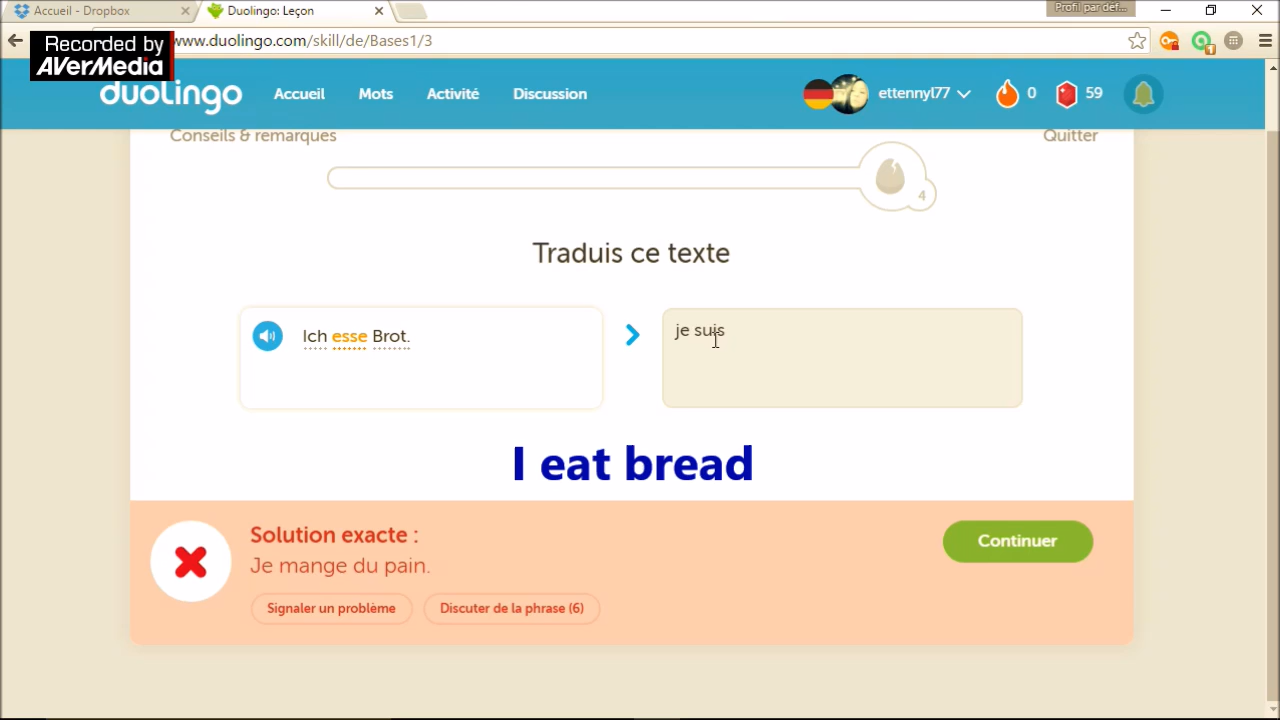 Accueil - Dropbox
Duolingo: Leçon
Profil par déf...
www.duolingo.com/skill/de/Bases1/3
Recorded by
AVerMedia
duolingo
Accueil
Mots
Activité
Discussion
ettennyl77
0
59
1
Conseils & remarques
Quitter
4
Traduis ce texte
Ich esse Brot.
je suis
I eat bread
Solution exacte :
Je mange du pain.
Continuer
Signaler un problème
Discuter de la phrase (6)